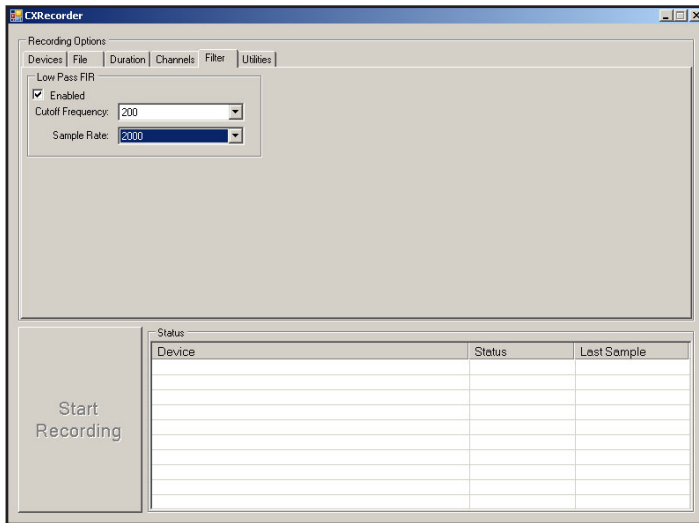 CXRecorder
Recording Options
Devices File Duration Channels Filter Utilities
Low Pass FIR
Enabled
Cutoff Frequency: 200
Sample Rate: 2000
Start
Recording
Status
Device Status Last Sample